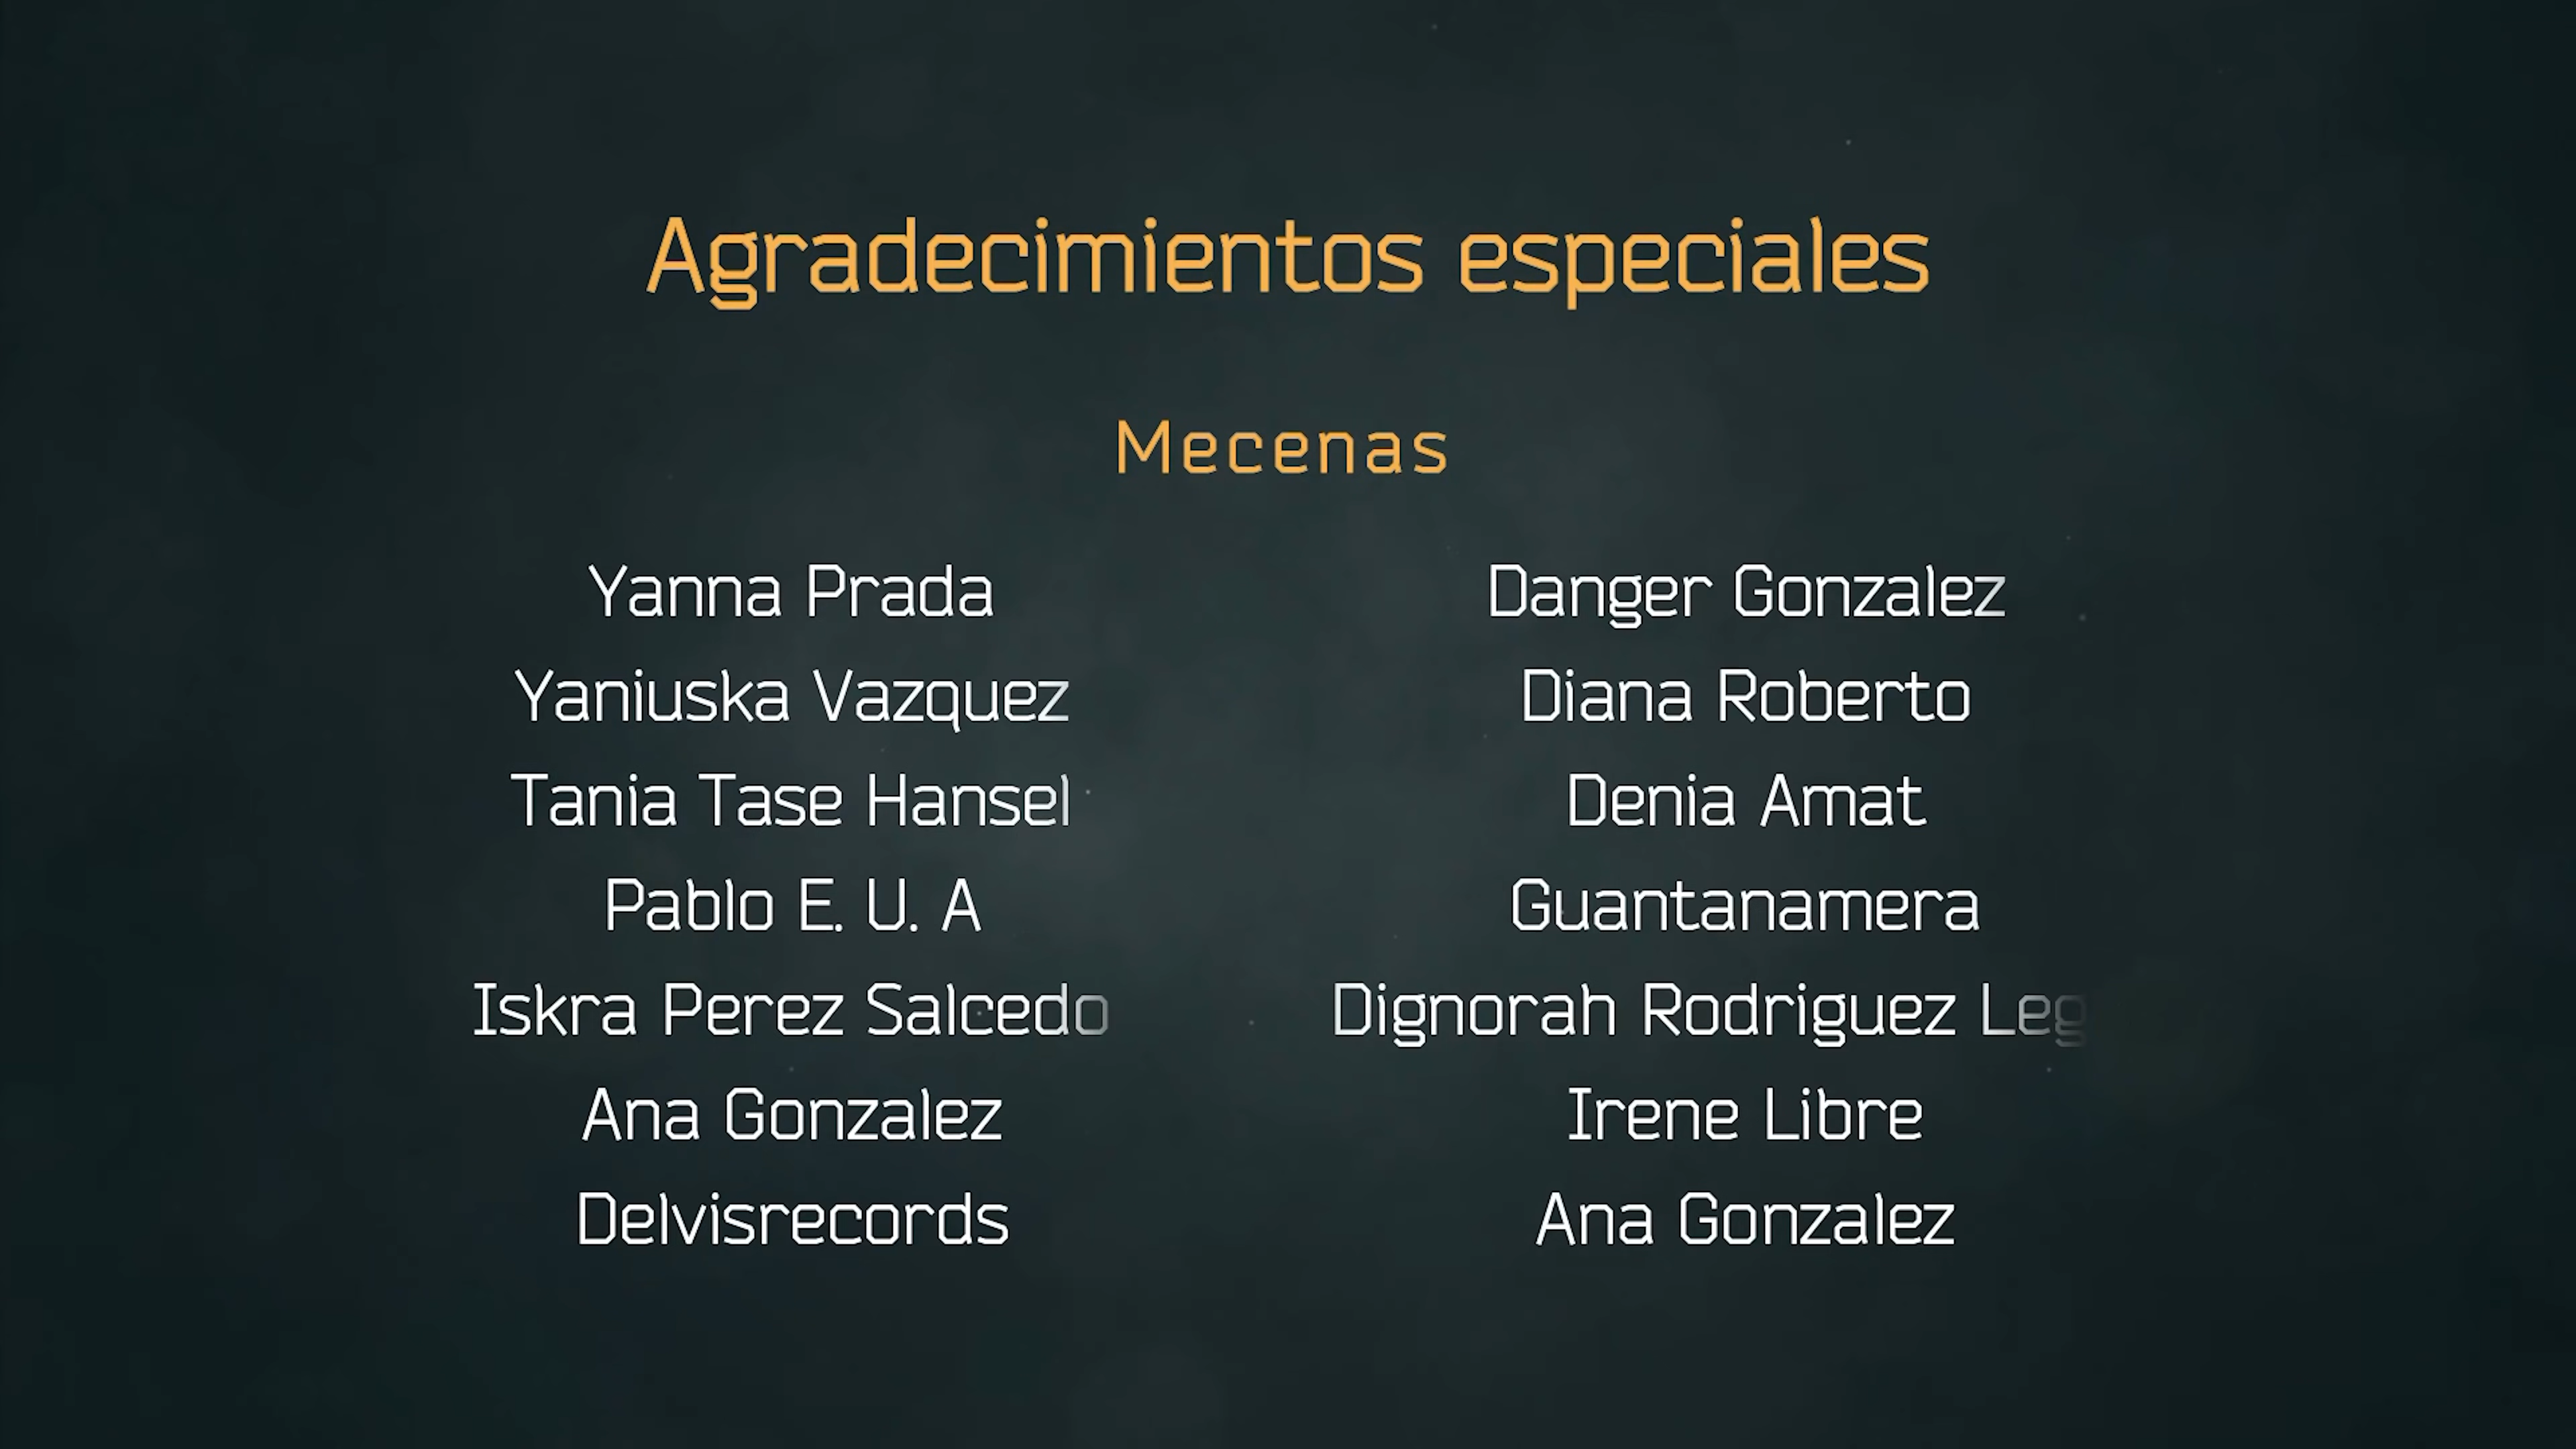 Agradecimientos especiales
Mecenas
Yanna Prada
Yaniuska Vazquez
Tania Tase Hansel
Pablo E. U. A
Iskra Perez Salcedo
Ana Gonzalez
Delvisrecords
Danger Gonzalez
Diana Roberto
Denia Amat
Guantanamera
Dignorah Rodriguez
Irene Libre
Ana Gonzalez